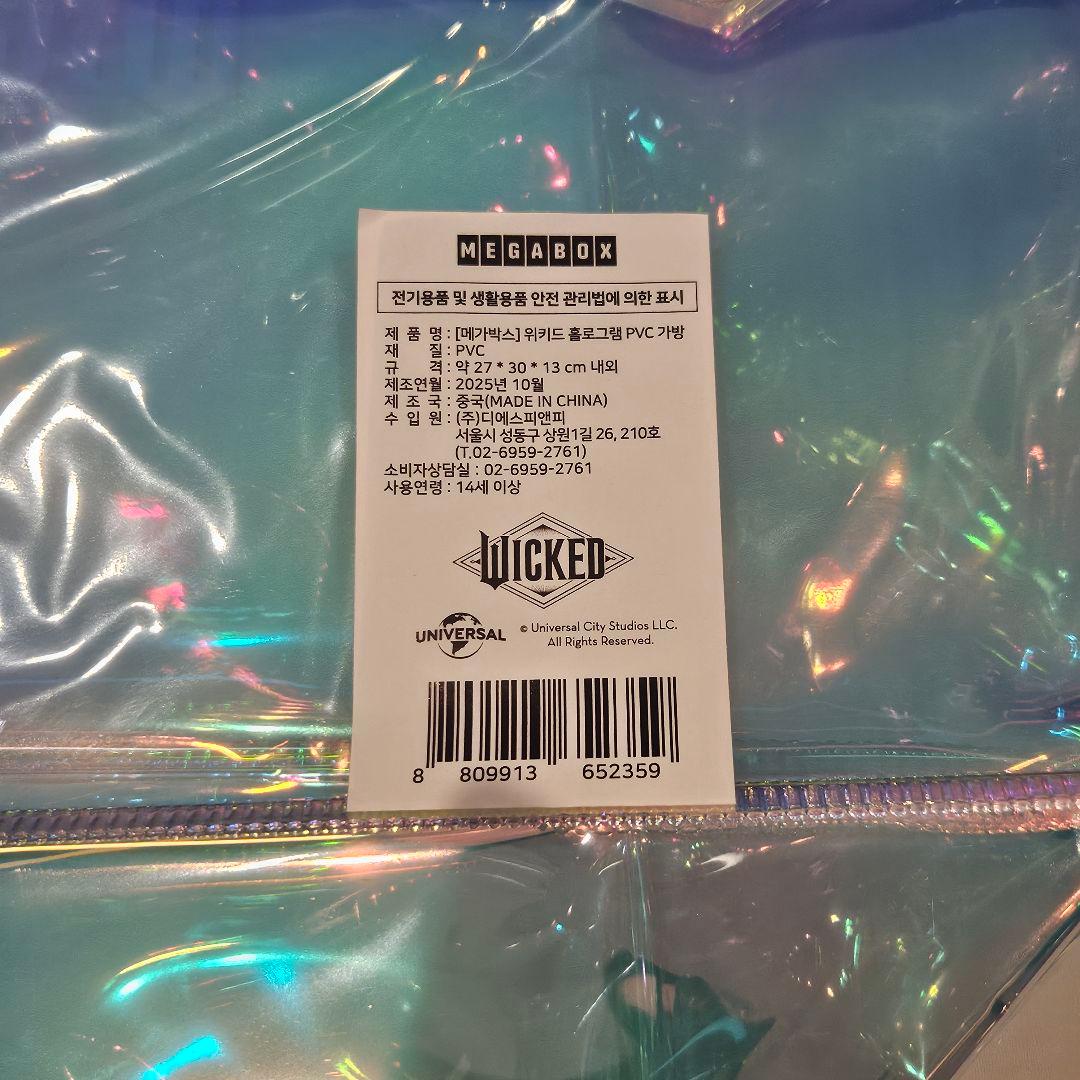 MEGABOX
전기용품 및 생활용품 안전 관리법에 의한 표시
제 품 명 : [메가박스] 위키드 홀로그램 PVC 가방
재 질 : PVC
규 격 : 약 27 * 30 * 13 cm 내외
제조연월 : 2025년 10월
제 조 국 : 중국(MADE IN CHINA)
수 입 원 : (주)디에스피앤피
서울시 성동구 상원1길 26, 210호
(T.02-6959-2761)
소비자상담실 : 02-6959-2761
사용연령 : 14세 이상
WICKED
UNIVERSAL
© Universal City Studios LLC.
All Rights Reserved.
8 809913 652359